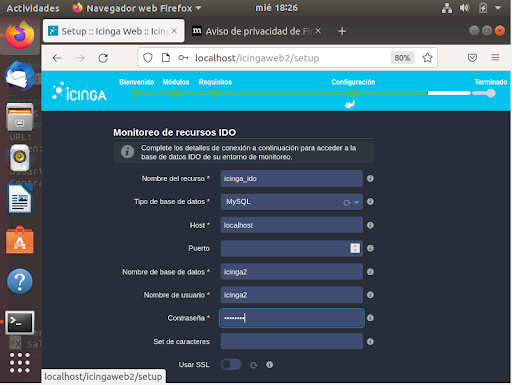 Actividades
Navegador web Firefox
mié 18:26
Setup :: Icinga Web :: Icing
Aviso de privacidad de Fi
localhost/icingaweb2/setup
80%
Bienvenido
Módulos
Requisitos
Configuración
Terminado
icinga
Monitoreo de recursos IDO
Complete los detalles de conexión a continuación para acceder a la
base de datos IDO de su entorno de monitoreo.
Nombre del recurso *
icinga_ido
Tipo de base de datos *
MySQL
Host *
localhost
Puerto
Nombre de base de datos *
icinga2
Nombre de usuario *
icinga2
Contraseña *
••••••••
Set de caracteres
Usar SSL
localhost/icingaweb2/setup